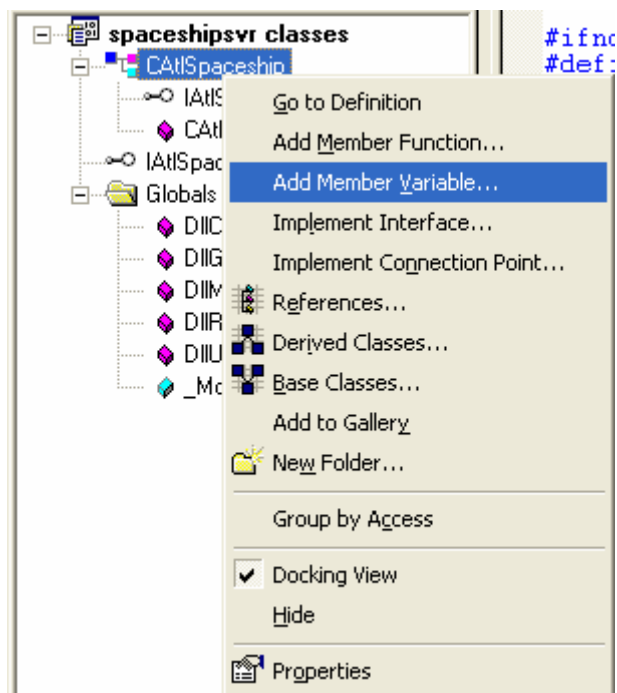 spaceshipsvr classes
#ifnd
#defi
CAtlSpaceship
IAtlS
Go to Definition
CAtl
Add Member Function...
IAtlSpac
Add Member Variable...
Globals
Implement Interface...
DllC
Implement Connection Point...
DllG
DllM
References...
DllR
Derived Classes...
DllU
Base Classes...
_Mo
Add to Gallery
New Folder...
Group by Access
Docking View
Hide
Properties